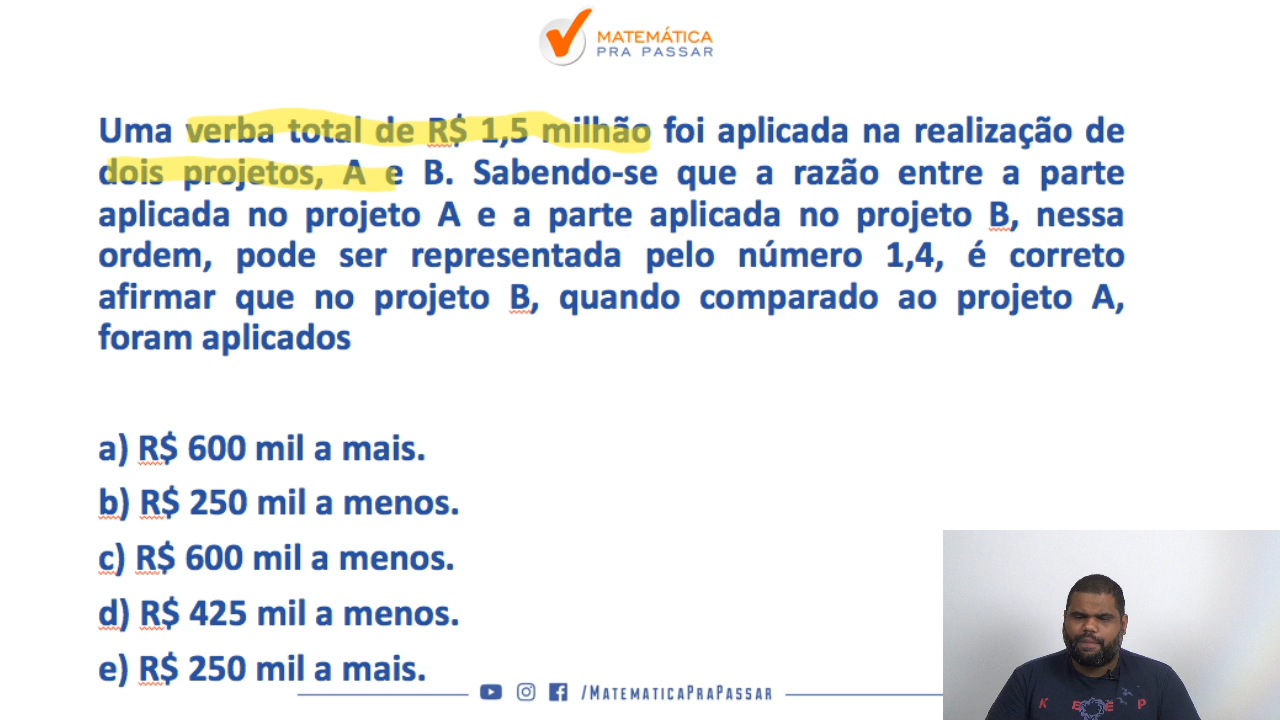 MATEMÁTICA
PRA PASSAR
Uma verba total de R$ 1,5 milhão foi aplicada na realização de
dois projetos, A e B. Sabendo-se que a razão entre a parte
aplicada no projeto A e a parte aplicada no projeto B, nessa
ordem, pode ser representada pelo número 1,4, é correto
afirmar que no projeto B, quando comparado ao projeto A,
foram aplicados
a) R$ 600 mil a mais.
b) R$ 250 mil a menos.
c) R$ 600 mil a menos.
d) R$ 425 mil a menos.
e) R$ 250 mil a mais.
/MATEMATICAPRAPASSAR